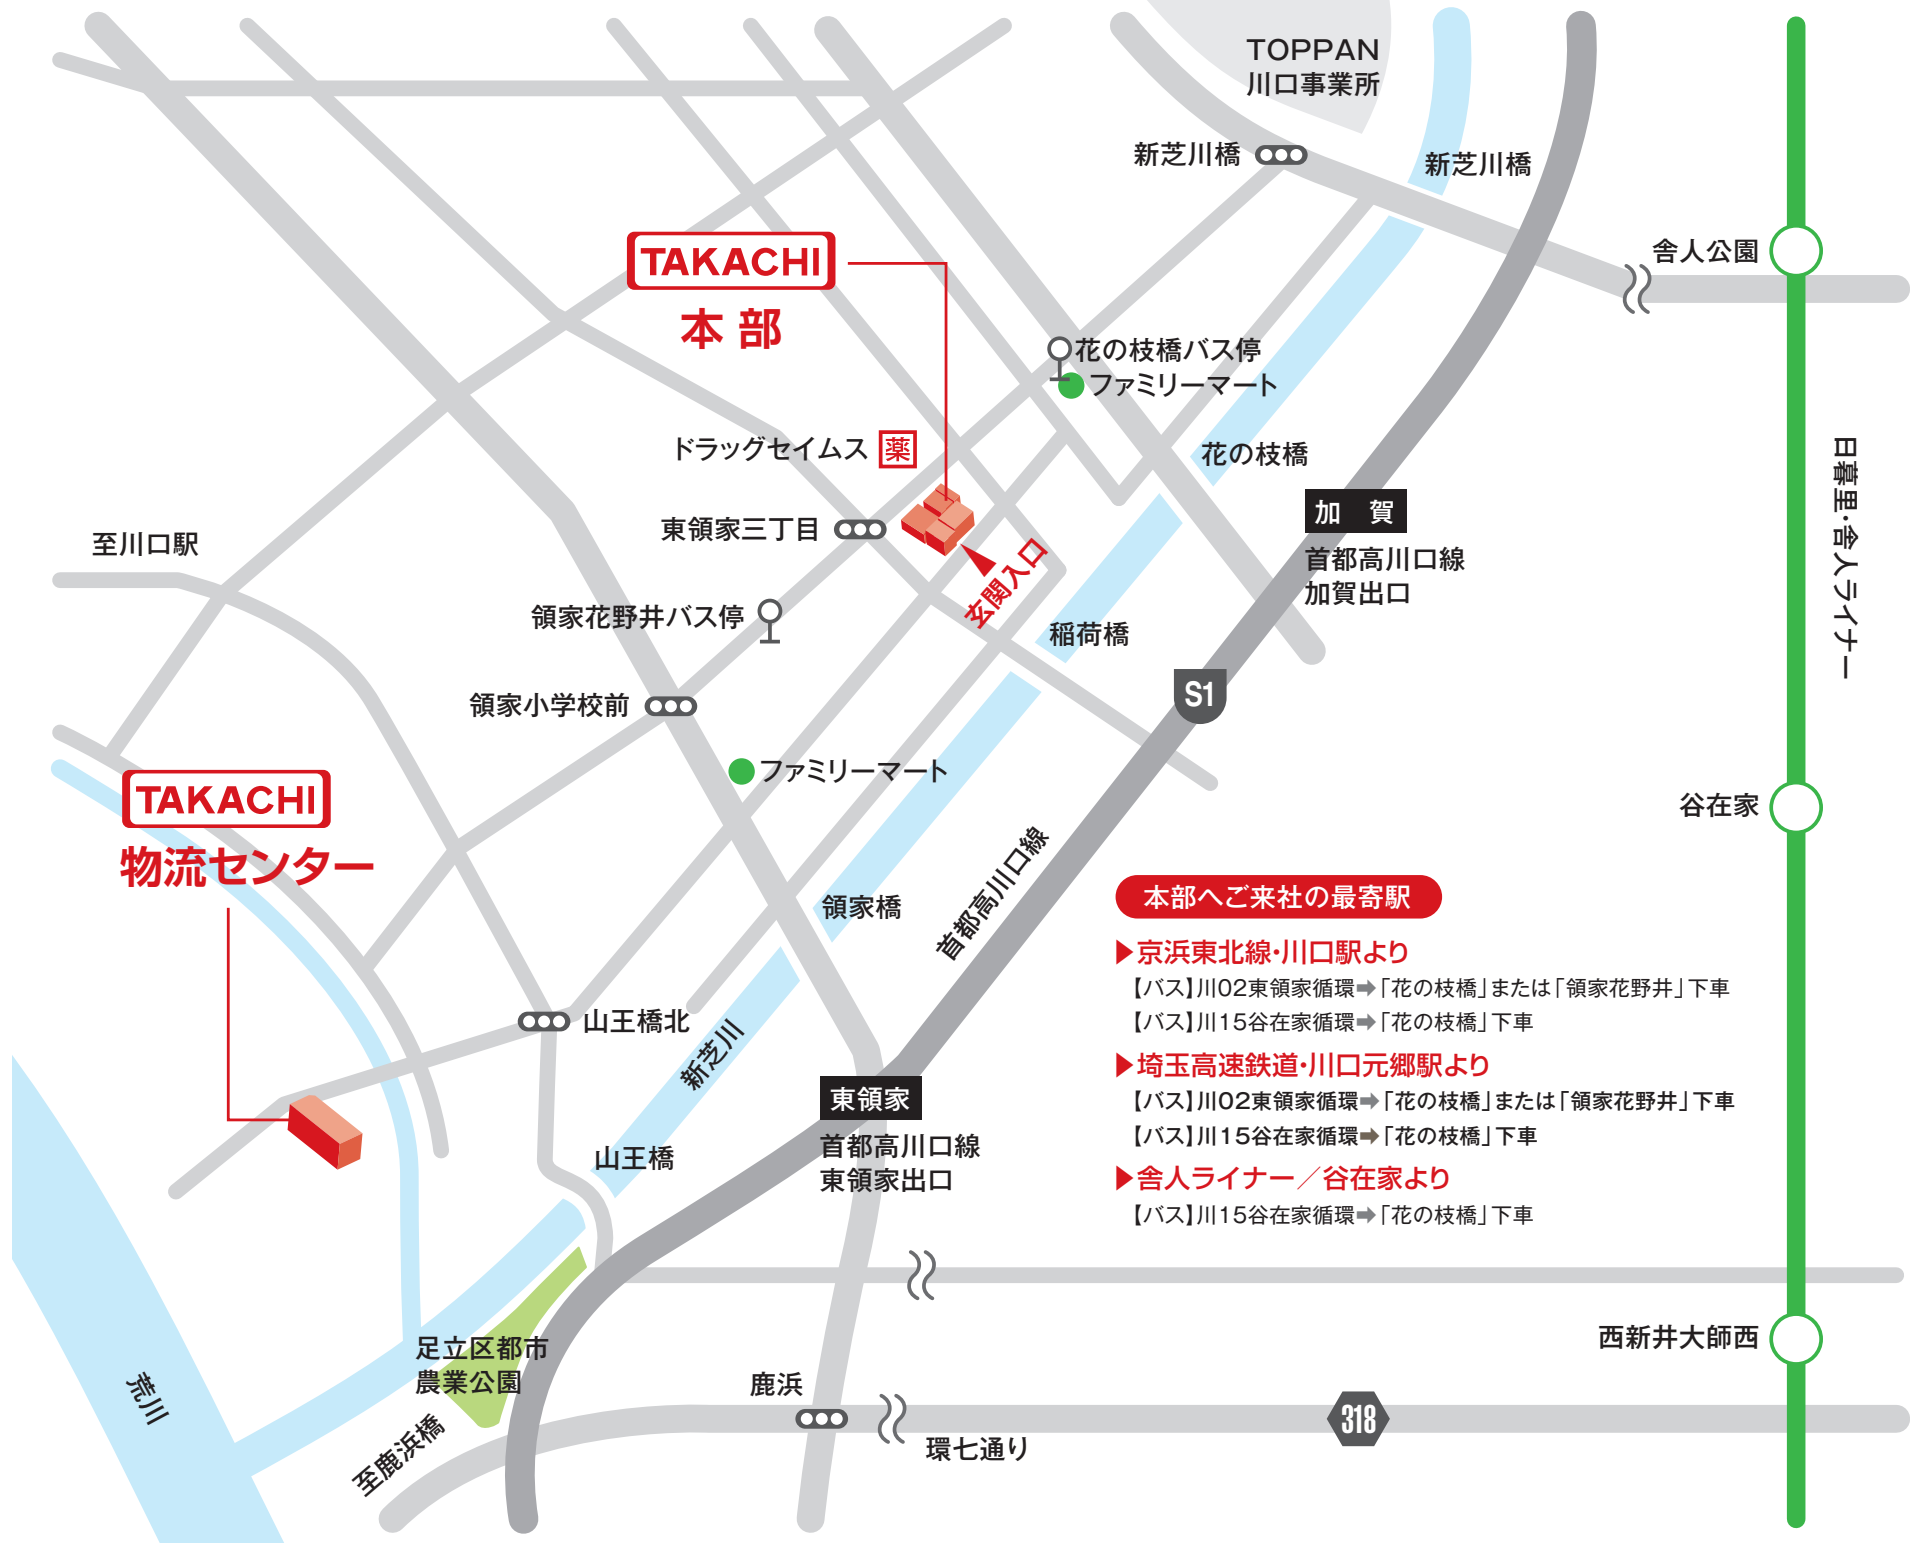 TOPPAN
川口事業所
新芝川橋
新芝川橋
舎人公園
TAKACHI
本部
花の枝橋バス停
ファミリーマート
ドラッグセイムス
薬
花の枝橋
加 賀
首都高川口線
加賀出口
日暮里・舎人ライナー
東領家三丁目
玄関入口
至川口駅
領家花野井バス停
稲荷橋
S1
領家小学校前
ファミリーマート
TAKACHI
物流センター
谷在家
首都高川口線
領家橋
本部へご来社の最寄駅
▶京浜東北線・川口駅より
【バス】川02東領家循環➡「花の枝橋」または「領家花野井」下車
【バス】川15谷在家循環➡「花の枝橋」下車
▶埼玉高速鉄道・川口元郷駅より
【バス】川02東領家循環➡「花の枝橋」または「領家花野井」下車
【バス】川15谷在家循環➡「花の枝橋」下車
▶舎人ライナー／谷在家より
【バス】川15谷在家循環➡「花の枝橋」下車
山王橋北
新芝川
東領家
首都高川口線
東領家出口
山王橋
足立区都市
農業公園
西新井大師西
荒川
鹿浜
318
環七通り
至鹿浜橋